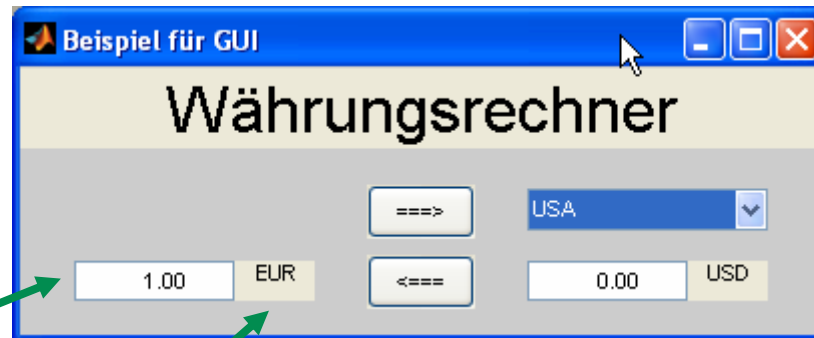 Beispiel für GUI
Währungsrechner
===> USA
1.00 EUR <=== 0.00 USD